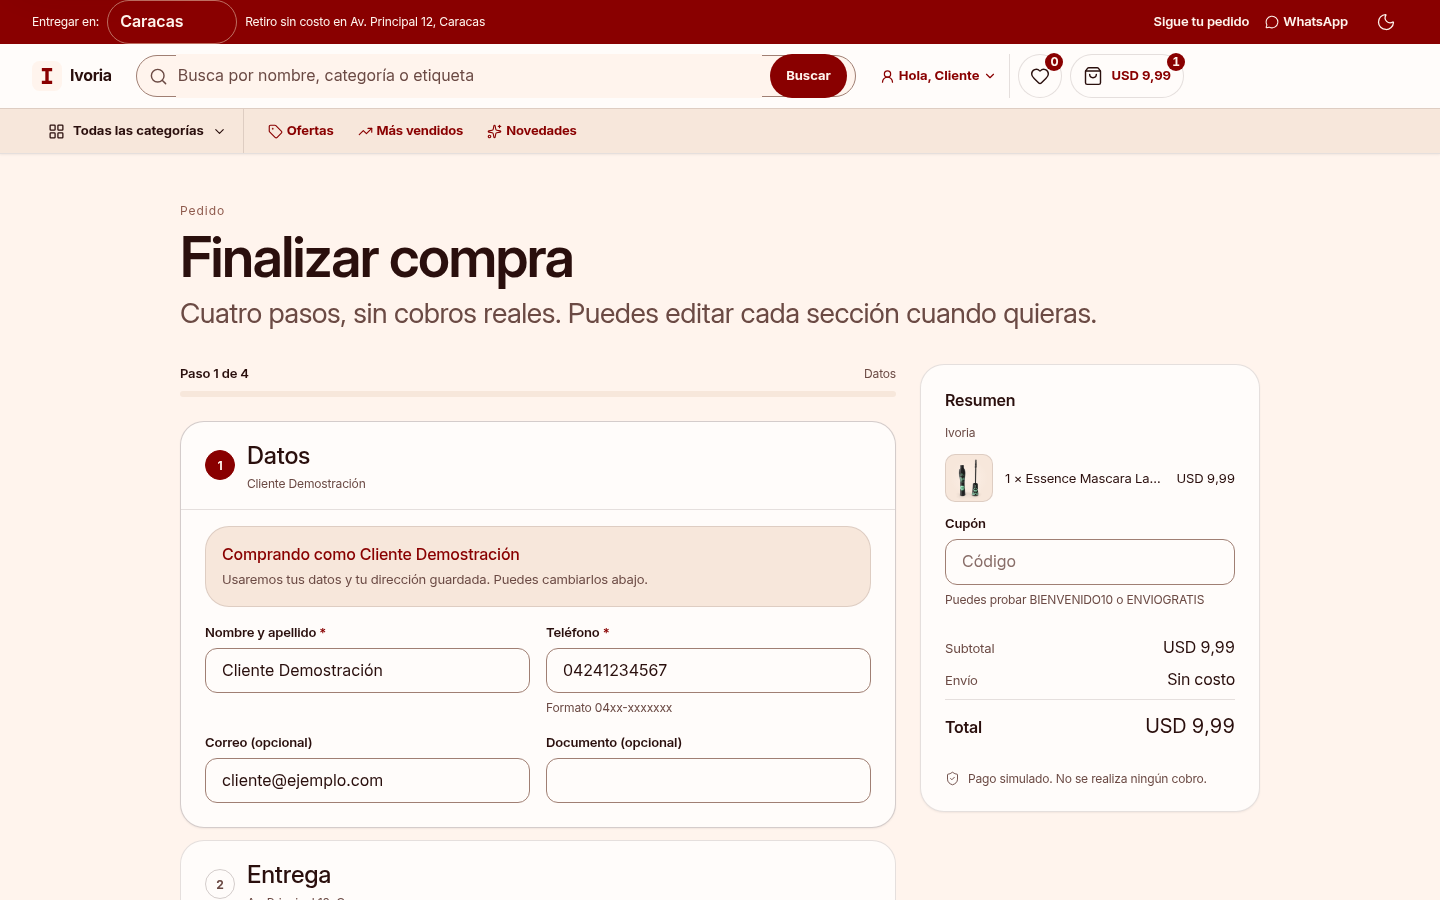 Entregar en:
Caracas
Retiro sin costo en Av. Principal 12, Caracas
Sigue tu pedido
WhatsApp
I
Ivoria
Busca por nombre, categoría o etiqueta
Buscar
Hola, Cliente
0
USD 9,99
1
Todas las categorías
Ofertas
Más vendidos
Novedades
Pedido
Finalizar compra
Cuatro pasos, sin cobros reales. Puedes editar cada sección cuando quieras.
Paso 1 de 4
Datos
1
Datos
Cliente Demostración
Comprando como Cliente Demostración
Usaremos tus datos y tu dirección guardada. Puedes cambiarlos abajo.
Nombre y apellido *
Teléfono *
Cliente Demostración
04241234567
Formato 04xx-xxxxxxx
Correo (opcional)
Documento (opcional)
cliente@ejemplo.com
2
Entrega
Resumen
Ivoria
1 × Essence Mascara La...
USD 9,99
Cupón
Código
Puedes probar BIENVENIDO10 o ENVIOGRATIS
Subtotal
USD 9,99
Envío
Sin costo
Total
USD 9,99
Pago simulado. No se realiza ningún cobro.